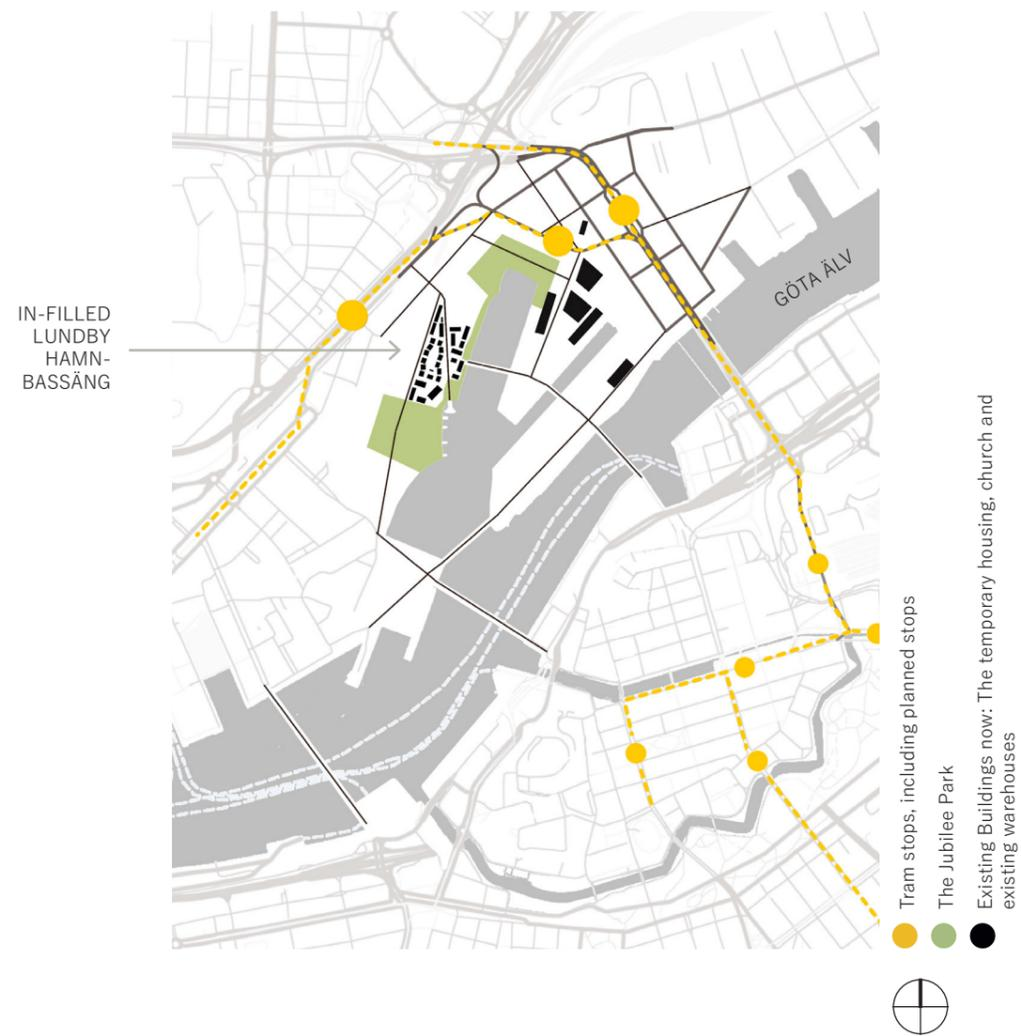 IN-FILLED
LUNDBY
HAMN-
BASSÄNG
GÖTA ÄLV
Tram stops, including planned stops
The Jubilee Park
Existing Buildings now: The temporary housing, church and
existing warehouses